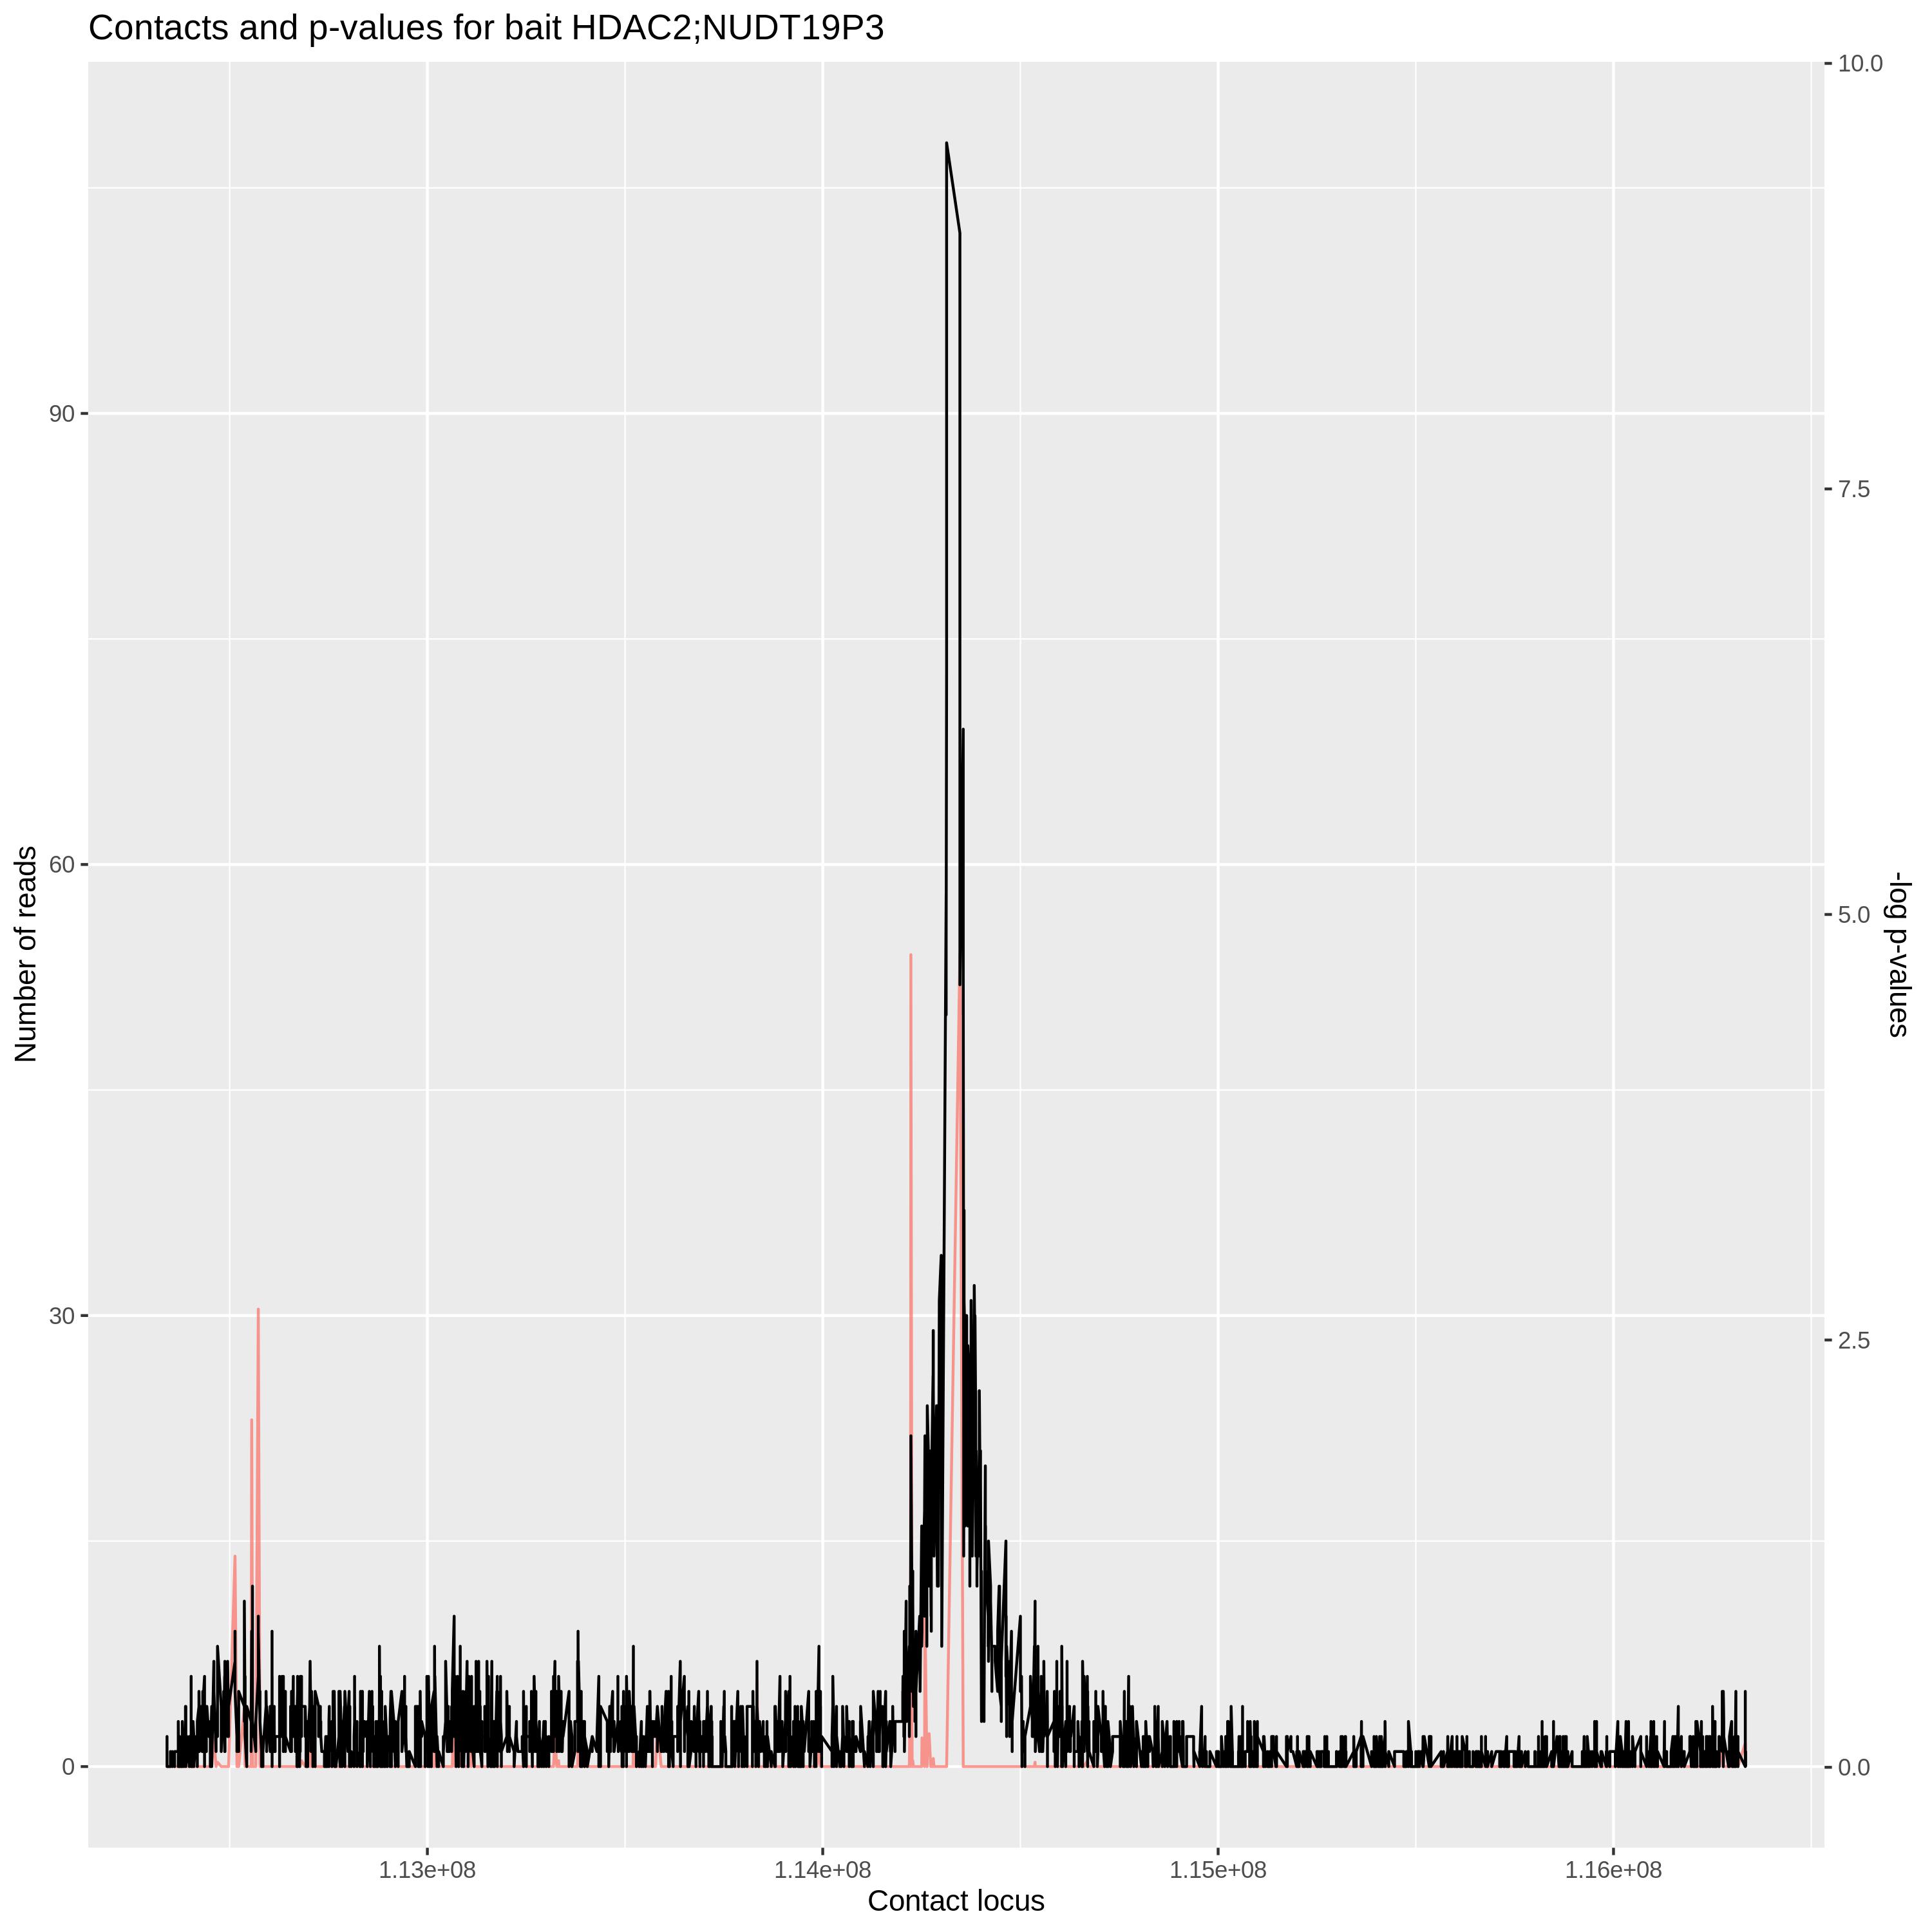 Contacts and p-values for bait HDAC2;NUDT19P3
10.0
90
7.5
60
5.0
Number of reads
-log p-values
30
2.5
0
0.0
1.13e+08
1.14e+08
1.15e+08
1.16e+08
Contact locus